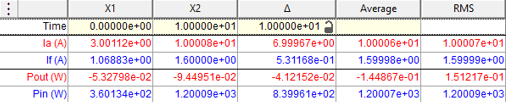 X1 X2 Δ Average RMS
Time 0.00000e+00 1.00000e+01 1.00000e+01
Ia (A) 3.00112e+00 1.00008e+01 6.99967e+00 1.00006e+01 1.00007e+01
If (A) 1.06883e+00 1.60000e+00 5.31168e-01 1.59998e+00 1.59999e+00
Pout (W) -5.32798e-02 -9.44951e-02 -4.12152e-02 -1.44867e-01 1.51217e-01
Pin (W) 3.60134e+02 1.20009e+03 8.39961e+02 1.20007e+03 1.20009e+03